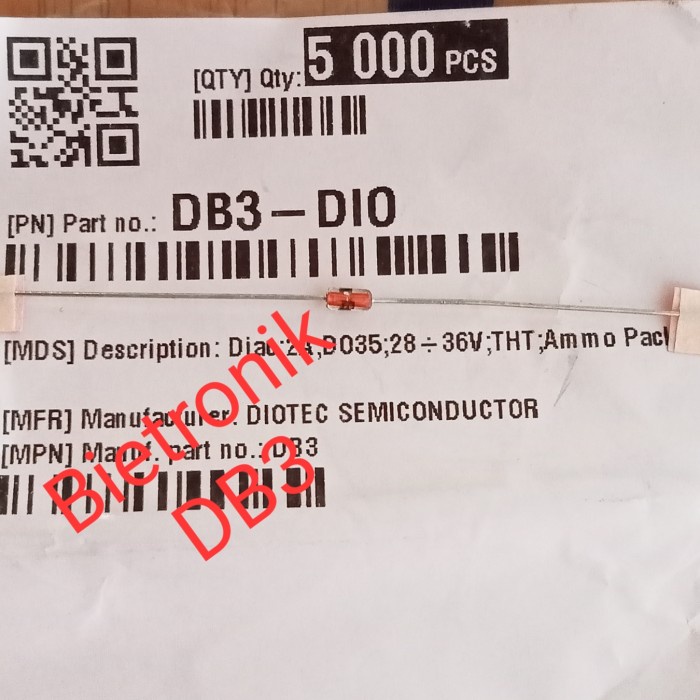 [QTY] Qty: 5 000 PCS
[PN] Part no.: DB3-DIO
[MDS] Description: Diac;2A;DO35;28÷36V;THT;Ammo Pack
[MFR] Manufacturer: DIOTEC SEMICONDUCTOR
[MPN] Manuf. part no.: DB3
Bietronik
DB3